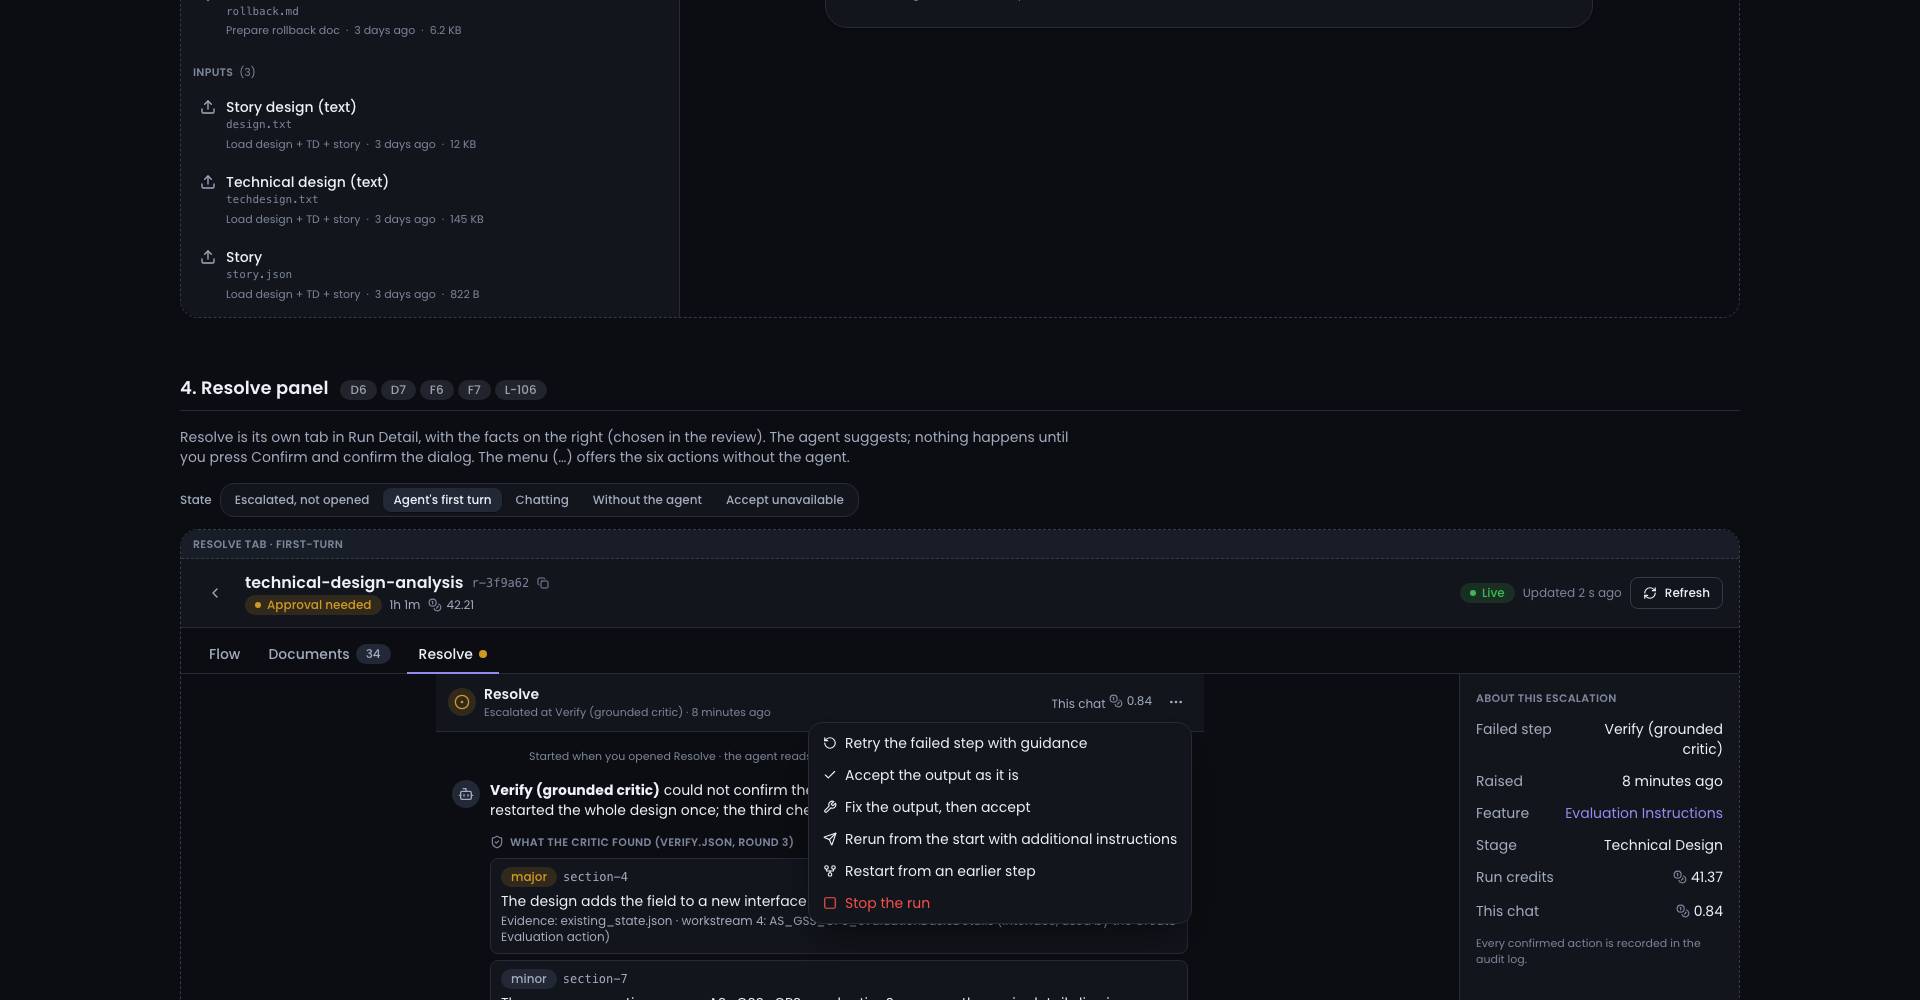 rollback.md
Prepare rollback doc · 3 days ago · 6.2 KB
INPUTS (3)
Story design (text)
design.txt
Load design + TD + story · 3 days ago · 12 KB
Technical design (text)
techdesign.txt
Load design + TD + story · 3 days ago · 145 KB
Story
story.json
Load design + TD + story · 3 days ago · 822 B
4. Resolve panel D6 D7 F6 F7 L-106
Resolve is its own tab in Run Detail, with the facts on the right (chosen in the review). The agent suggests; nothing happens until
you press Confirm and confirm the dialog. The menu (…) offers the six actions without the agent.
State Escalated, not opened Agent's first turn Chatting Without the agent Accept unavailable
RESOLVE TAB · FIRST-TURN
technical-design-analysis r-3f9a62
Approval needed 1h 1m 42.21
Live Updated 2 s ago Refresh
Flow Documents 34 Resolve
Resolve
Escalated at Verify (grounded critic) · 8 minutes ago
This chat 0.84
Started when you opened Resolve · the agent reads
Verify (grounded critic) could not confirm the
restarted the whole design once; the third che
WHAT THE CRITIC FOUND (VERIFY.JSON, ROUND 3)
major section-4
The design adds the field to a new interface
Evidence: existing_state.json · workstream 4:
Evaluation action)
minor section-7
Retry the failed step with guidance
Accept the output as it is
Fix the output, then accept
Rerun from the start with additional instructions
Restart from an earlier step
Stop the run
ABOUT THIS ESCALATION
Failed step Verify (grounded
critic)
Raised 8 minutes ago
Feature Evaluation Instructions
Stage Technical Design
Run credits 41.37
This chat 0.84
Every confirmed action is recorded in the
audit log.